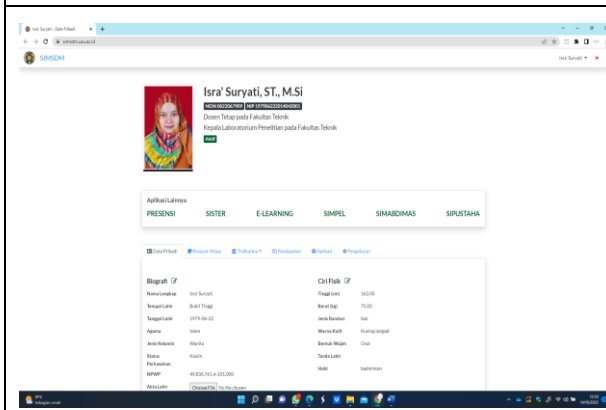 Isra' Suryati - Data Pribadi
SIMSDM
Isra' Suryati
Isra' Suryati, ST., M.Si
Dosen Tetap pada Fakultas Teknik
Kepala Laboratorium Penelitian pada Fakultas Teknik
Aktif
Aplikasi Lainnya
PRESENSI SISTER E-LEARNING SIMPEL SIMABDIMAS SIPUSTAHA
Data Pribadi Riwayat Hidup Tridharma Pendapatan Aplikasi Pengaturan
Biografi Ciri Fisik
Nama Lengkap Isra' Suryati Tinggi (cm) 162.00
Tempat Lahir Bukit Tinggi Berat (kg) 75.00
Tanggal Lahir 1979-06-22 Jenis Rambut Ikal
Agama Islam Warna Kulit Kuning langsat
Jenis Kelamin Wanita Bentuk Wajah Oval
Status Kawin Tanda Lahir
Perkawinan Hobi badminton
NPWP
Akta Lahir Choose File No file chosen